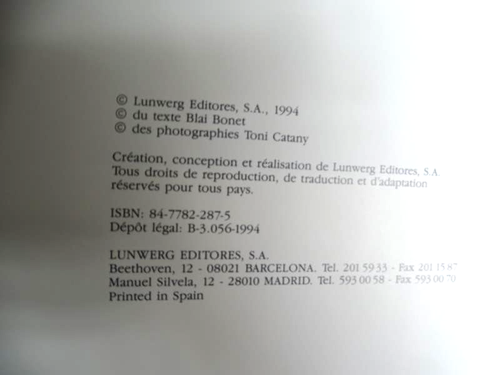 © Lunwerg Editores, S.A., 1994
© du texte Blai Bonet
© des photographies Toni Catany
Création, conception et réalisation de Lunwerg Editores, S.A.
Tous droits de reproduction, de traduction et d'adaptation
réservés pour tous pays.
ISBN: 84-7782-287-5
Dépôt légal: B-3.056-1994
LUNWERG EDITORES, S.A.
Beethoven, 12 - 08021 BARCELONA. Tel. 201 59 33 - Fax 201 15 87
Manuel Silvela, 12 - 28010 MADRID. Tel. 593 00 58 - Fax 593 00 70
Printed in Spain